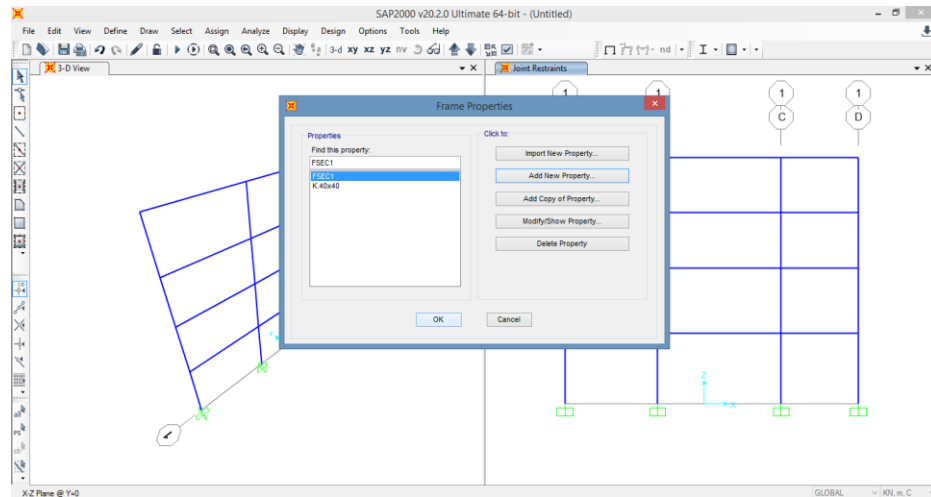 SAP2000 v20.2.0 Ultimate 64-bit - (Untitled)
File Edit View Define Draw Select Assign Analyze Display Design Options Tools Help
3-d xy xz yz nv nd
3-D View
Joint Restraints
1 1 1 1
C D
Frame Properties
Properties
Find this property:
FSEC1
FSEC1
K.40x40
Click to:
Import New Property...
Add New Property...
Add Copy of Property...
Modify/Show Property...
Delete Property
OK Cancel
Y
Z
X
X-Z Plane @ Y=0
GLOBAL
KN, m, C